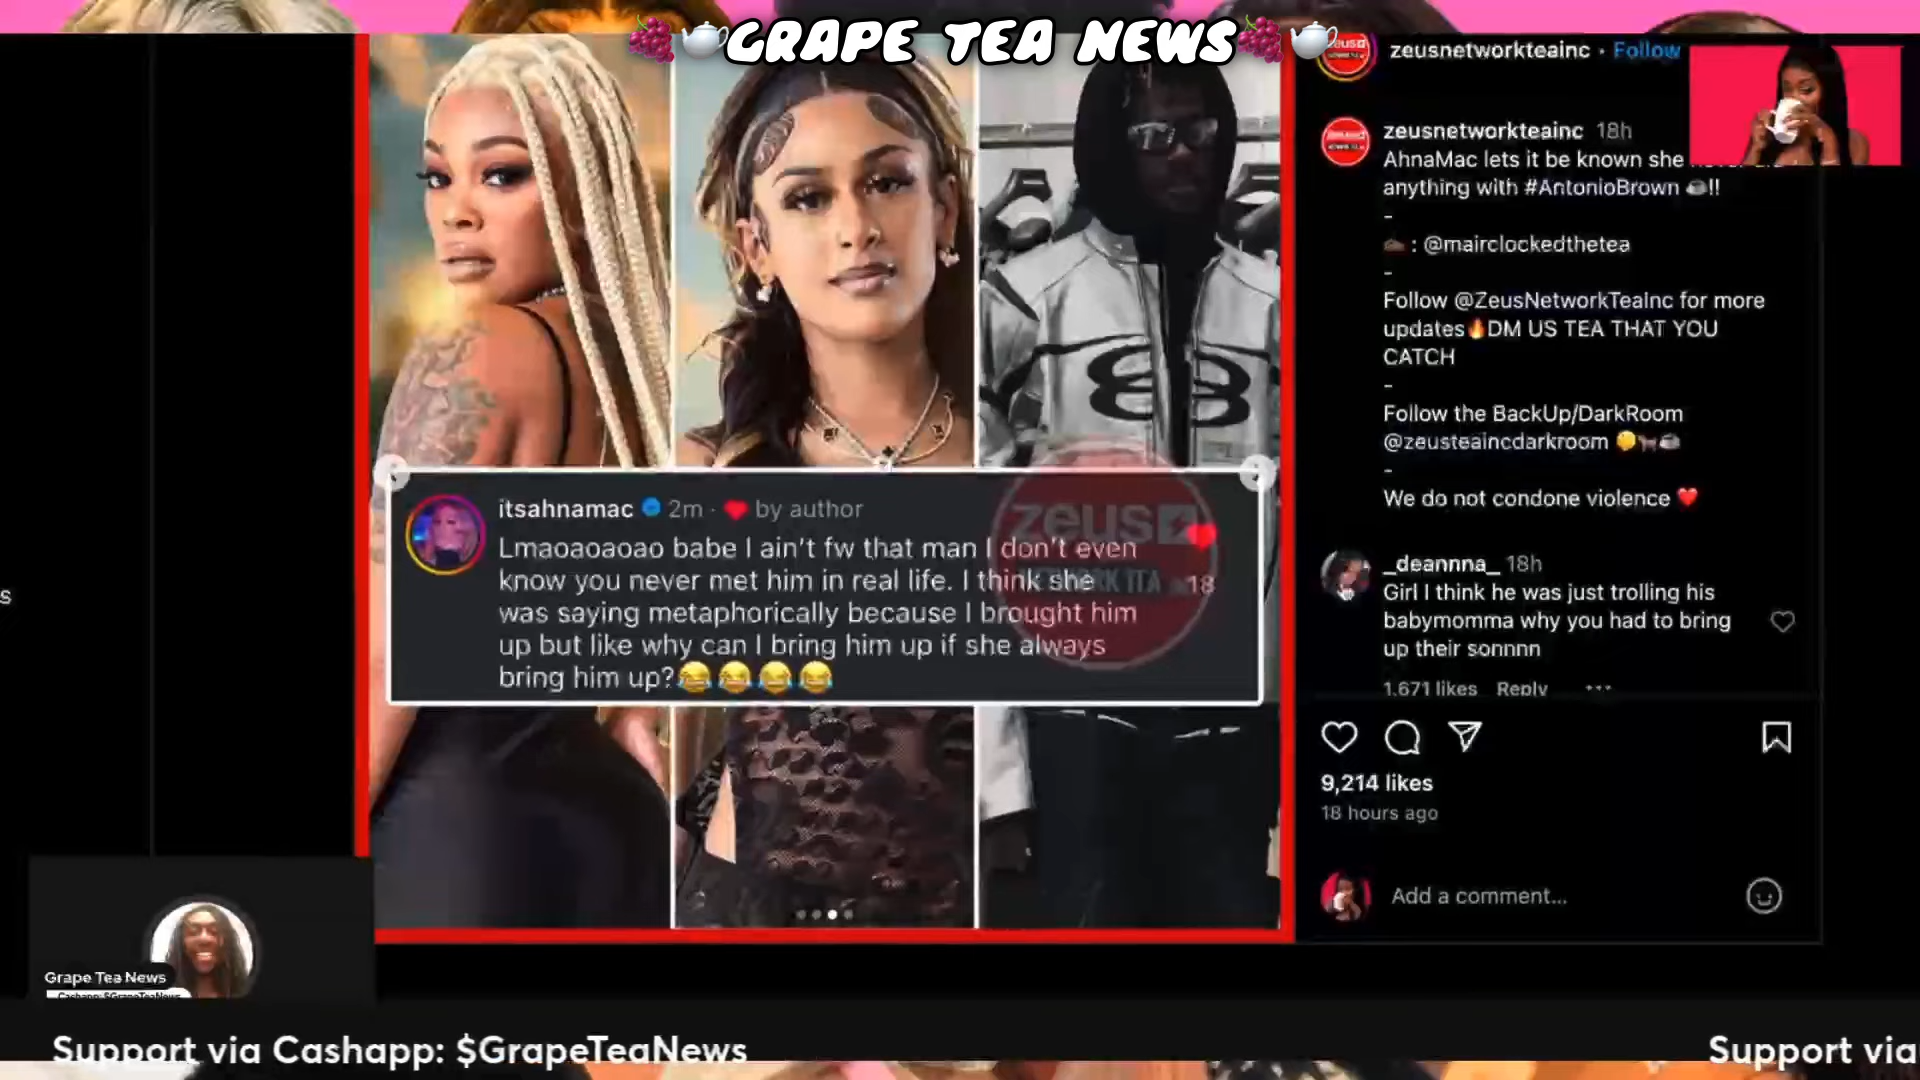 🍇🫖GRAPE TEA NEWS🍇🫖
zeusnetworkteainc · Follow
zeusnetworkteainc 18h
AhnaMac lets it be known she
anything with #AntonioBrown ☕!!
-
✍🏾 : @mairclockedthetea
-
Follow @ZeusNetworkTeaInc for more
updates🔥DM US TEA THAT YOU
CATCH
-
Follow the BackUp/DarkRoom
@zeusteaincdarkroom
-
We do not condone violence ❤️
_deannna_ 18h
Girl I think he was just trolling his
babymomma why you had to bring
up their sonnnn
1,671 likes Reply ...
9,214 likes
18 hours ago
Add a comment...
itsahnamac 2m · ❤️ by author
Lmaoaoaoao babe I ain't fw that man I don't even
know you never met him in real life. I think she
was saying metaphorically because I brought him
up but like why can I bring him up if she always
bring him up?😂😂😂😂
18
zeus
NETWORK ITA
s
Grape Tea News
Cashapp: $GrapeTeaNews
Support via Cashapp: $GrapeTeaNews
Support via